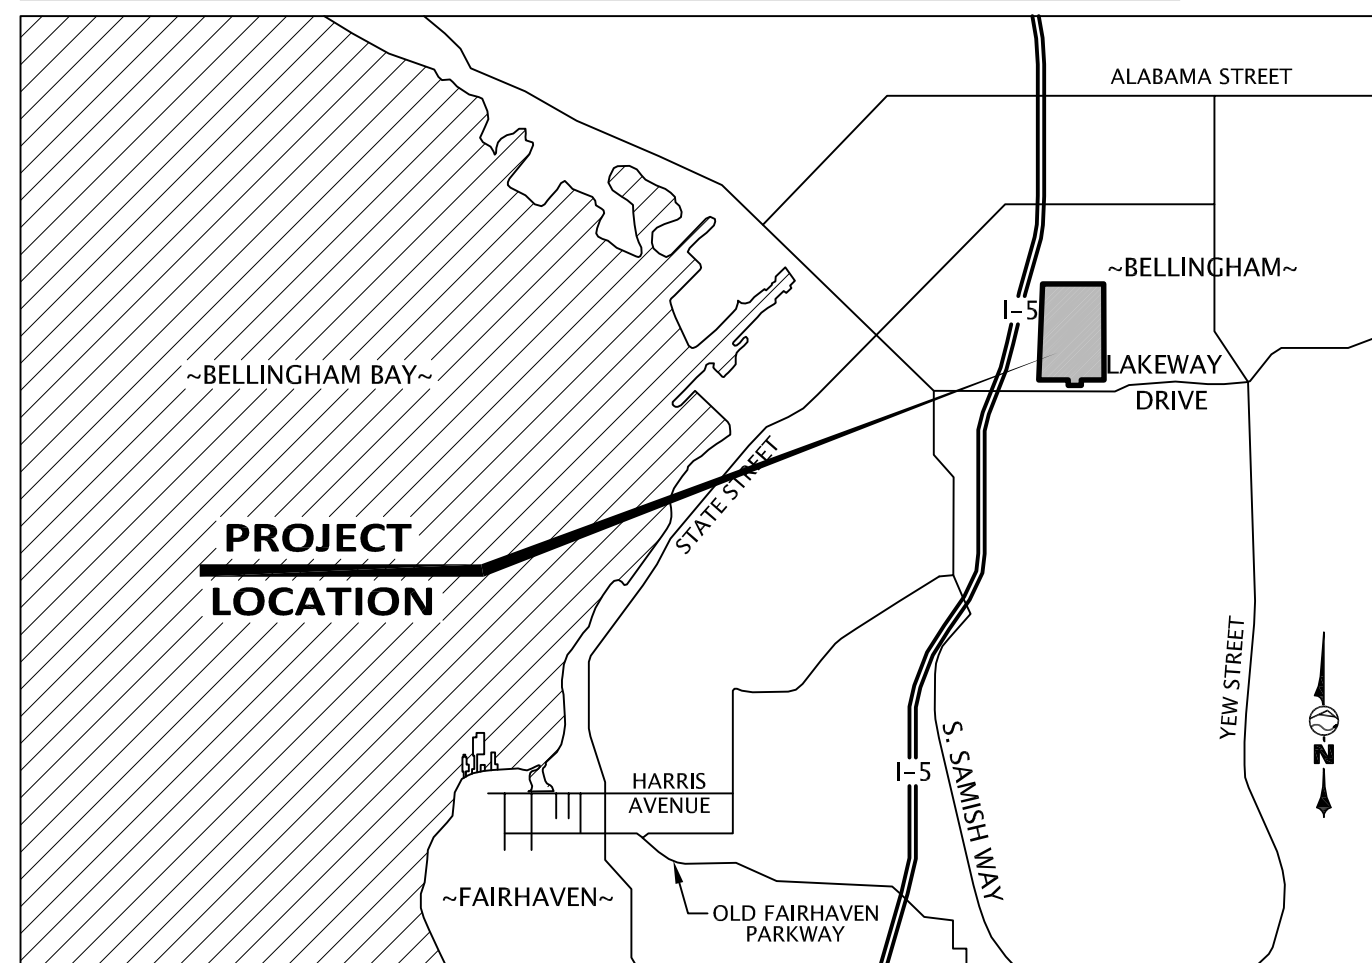 ALABAMA STREET
~BELLINGHAM~
I-5
LAKEWAY
DRIVE
~BELLINGHAM BAY~
STATE STREET
PROJECT
LOCATION
YEW STREET
N
S. SAMISH WAY
I-5
HARRIS
AVENUE
~FAIRHAVEN~
OLD FAIRHAVEN
PARKWAY